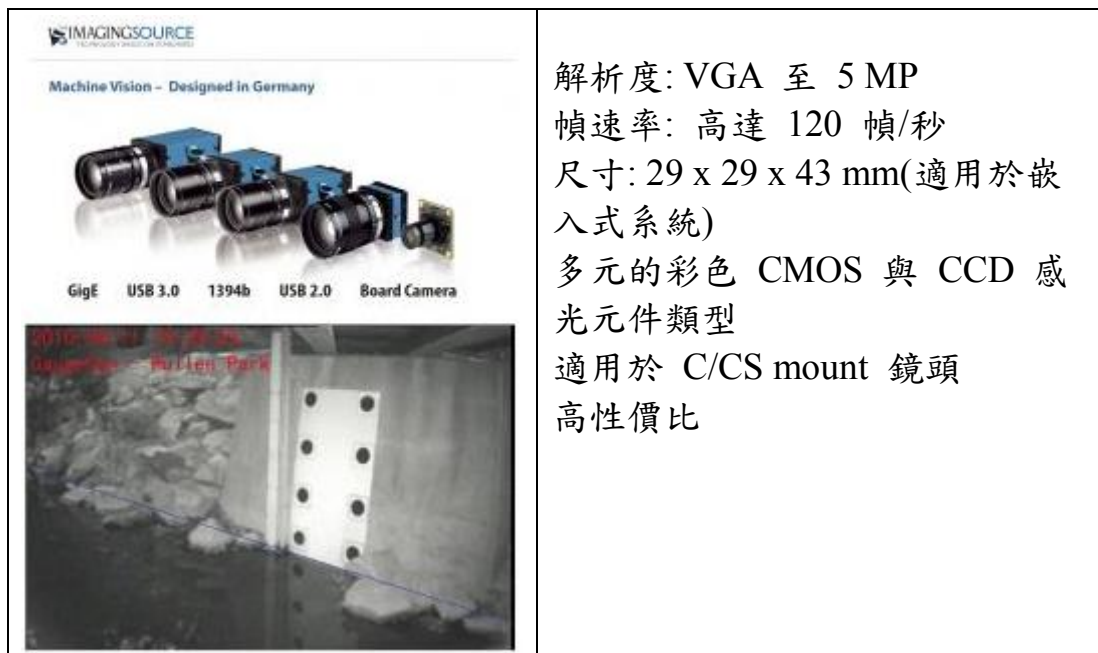 IMAGINGSOURCE
Machine Vision – Designed in Germany
GigE USB 3.0 1394b USB 2.0 Board Camera
Mullen Park
解析度: VGA 至 5 MP
幀速率: 高達 120 幀/秒
尺寸: 29 x 29 x 43 mm(適用於嵌
入式系統)
多元的彩色 CMOS 與 CCD 感
光元件類型
適用於 C/CS mount 鏡頭
高性價比